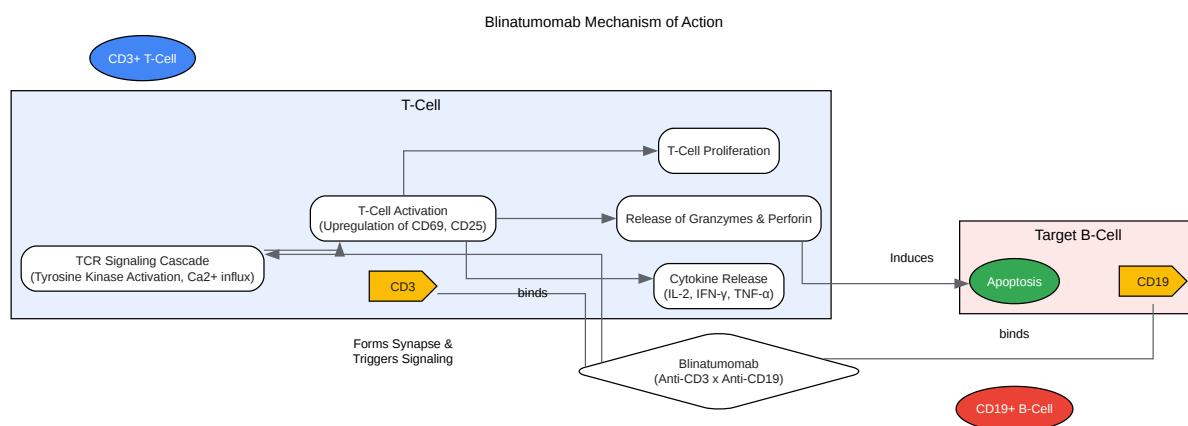 Blinatumomab Mechanism of Action
CD3+ T-Cell
T-Cell
T-Cell Proliferation
T-Cell Activation
(Upregulation of CD69, CD25)
Release of Granzymes & Perforin
TCR Signaling Cascade
(Tyrosine Kinase Activation, Ca2+ influx)
CD3
binds
Cytokine Release
(IL-2, IFN-γ, TNF-α)
Induces
Target B-Cell
Apoptosis
CD19
binds
Forms Synapse &
Triggers Signaling
Blinatumomab
(Anti-CD3 x Anti-CD19)
CD19+ B-Cell